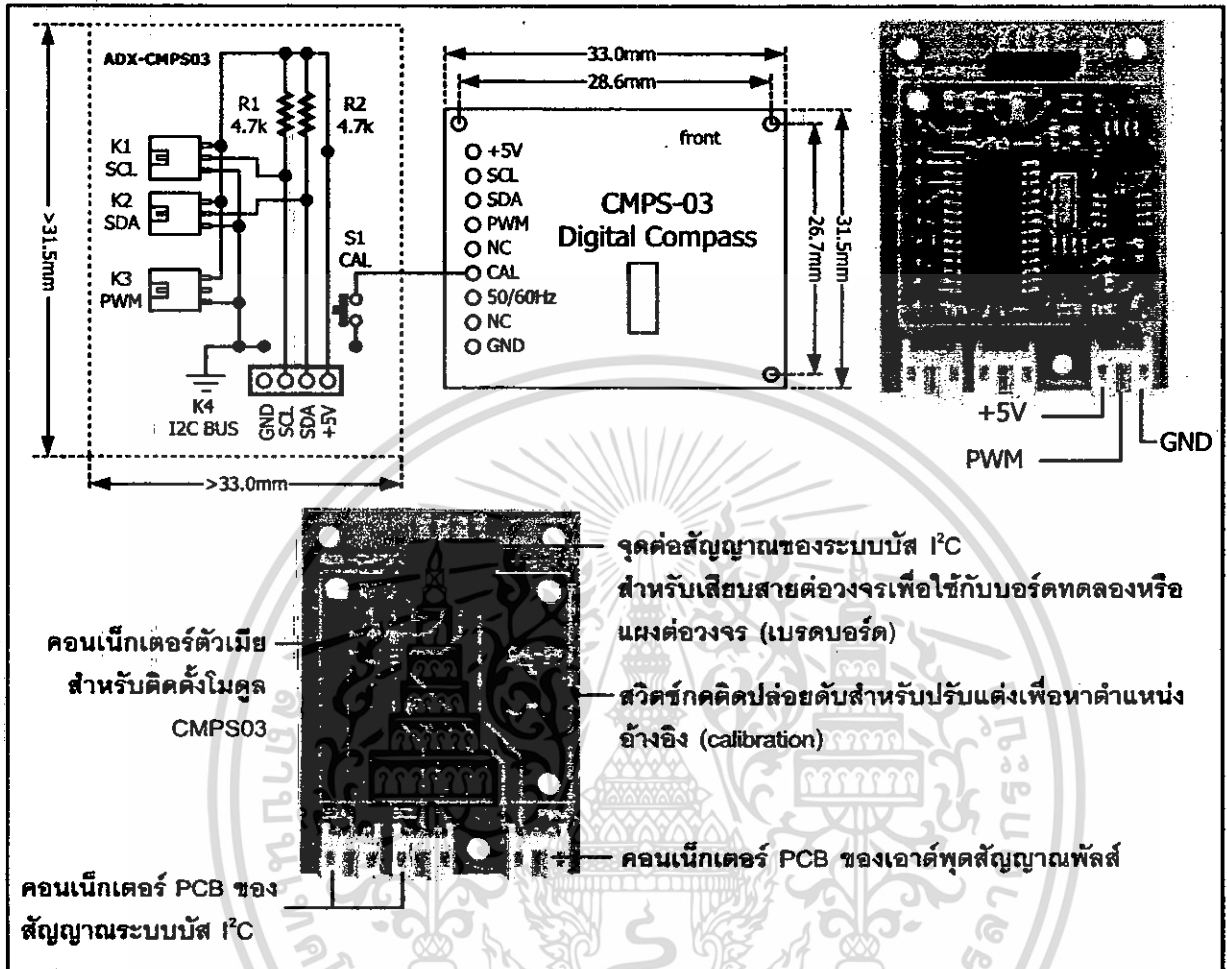 ADX-CMPS03
R1
4.7k
R2
4.7k
K1
SCL
K2
SDA
K3
PWM
S1
CAL
K4
I2C BUS
GND
SCL
SDA
+5V
>31.5mm
>33.0mm
33.0mm
28.6mm
front
+5V
SCL
SDA
PWM
NC
CAL
50/60Hz
NC
GND
CMPS-03
Digital Compass
26.7mm
31.5mm
+5V
PWM
GND
จุดต่อสัญญาณของระบบบัส I²C
สำหรับเสียบสายต่อวงจรเพื่อใช้กับบอร์ดทดลองหรือ
แผงต่อวงจร (เบรดบอร์ด)
คอนเน็กเตอร์ตัวเมีย
สำหรับติดตั้งโมดูล
CMPS03
สวิตช์กดติดปล่อยดับสำหรับปรับแต่งเพื่อหาตำแหน่ง
อ้างอิง (calibration)
คอนเน็กเตอร์ PCB ของเอาต์พุตสัญญาณพัลส์
คอนเน็กเตอร์ PCB ของ
สัญญาณระบบบัส I²C